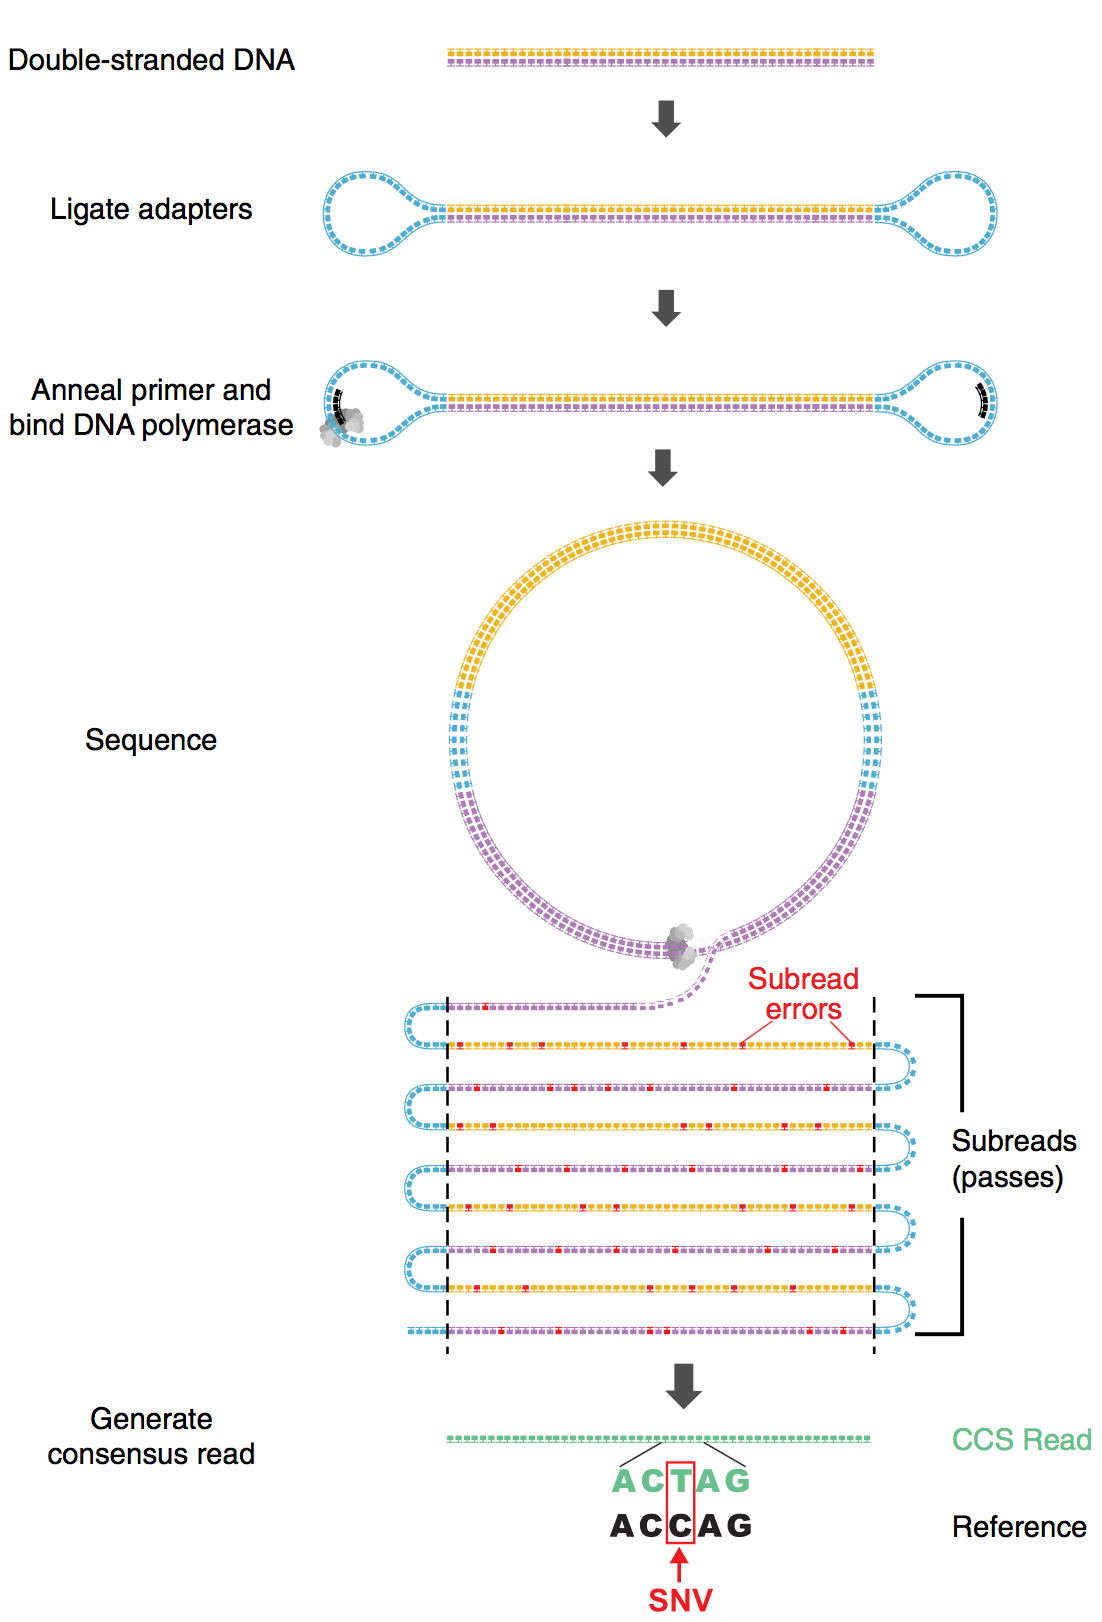 Double-stranded DNA
Ligate adapters
Anneal primer and
bind DNA polymerase
Sequence
Subread
errors
Subreads
(passes)
Generate
consensus read
CCS Read
ACTAG
ACCAG
Reference
SNV